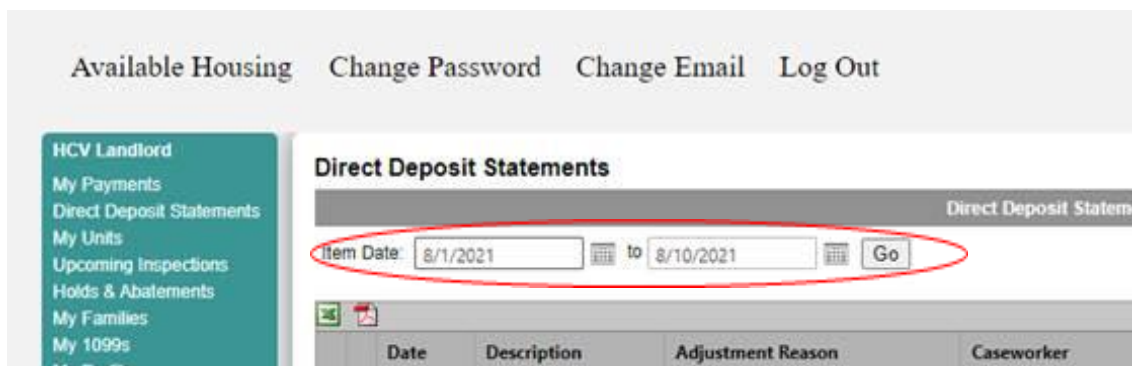 Available Housing Change Password Change Email Log Out
HCV Landlord
My Payments
Direct Deposit Statements
My Units
Upcoming Inspections
Holds & Abatements
My Families
My 1099s
Direct Deposit Statements
Direct Deposit
Item Date: 8/1/2021 to 8/10/2021 Go
Date Description Adjustment Reason Caseworker